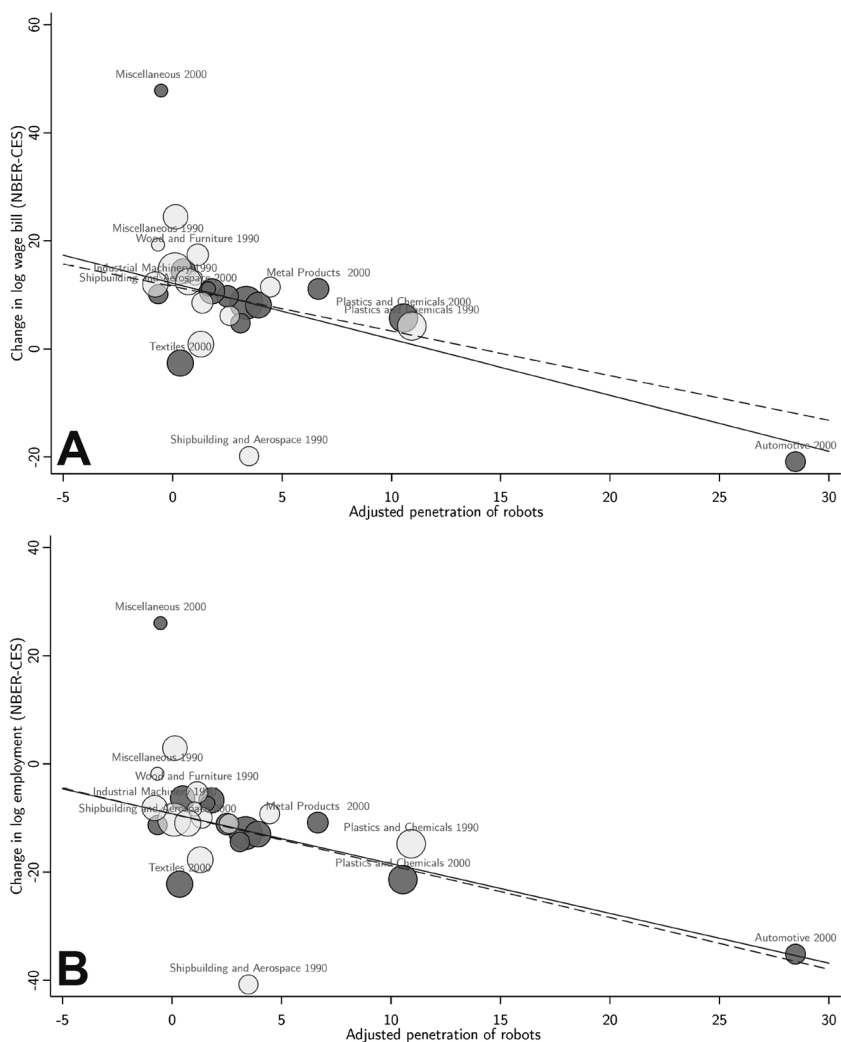 60
40
20
0
-20
Change in log wage bill (NBER-CES)
Miscellaneous 2000
Miscellaneous 1990
Wood and Furniture 1990
Industrial Machinery 1990
Shipbuilding and Aerospace 2000
Metal Products 2000
Plastics and Chemicals 2000
Plastics and Chemicals 1990
Textiles 2000
Shipbuilding and Aerospace 1990
Automotive 2000
A
-5 0 5 10 15 20 25 30
Adjusted penetration of robots
40
20
0
-20
-40
Change in log employment (NBER-CES)
Miscellaneous 2000
Miscellaneous 1990
Wood and Furniture 1990
Industrial Machinery 1990
Shipbuilding and Aerospace 2000
Metal Products 2000
Plastics and Chemicals 1990
Plastics and Chemicals 2000
Textiles 2000
Automotive 2000
Shipbuilding and Aerospace 1990
B
-5 0 5 10 15 20 25 30
Adjusted penetration of robots